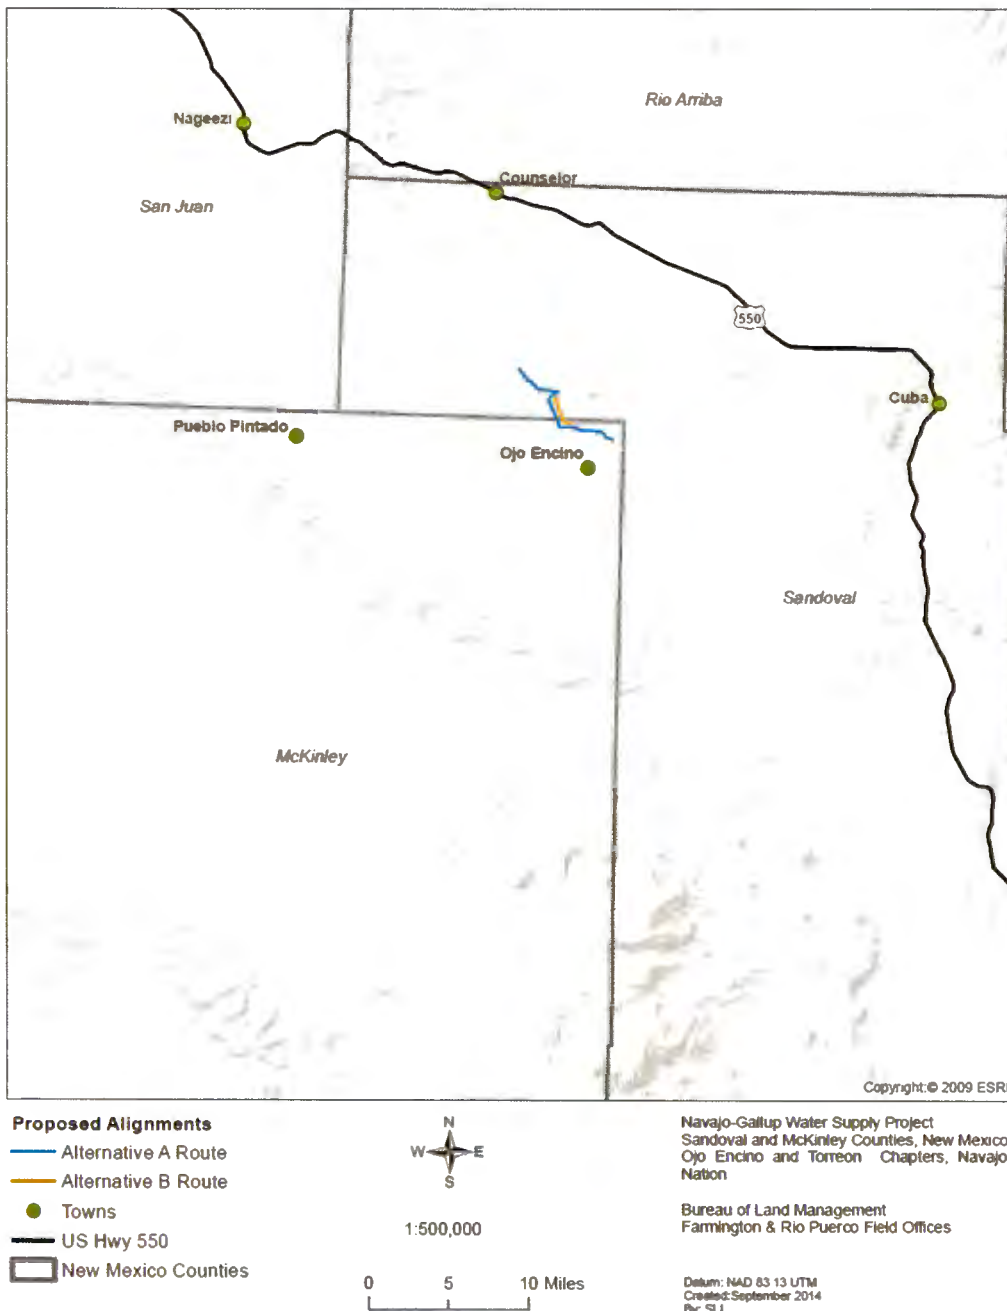 Rio Arriba
Nageezi
Counselor
San Juan
550
Cuba
Pueblo Pintado
Ojo Encino
Sandoval
McKinley
Copyright:© 2009 ESRI
Proposed Alignments
Alternative A Route
Alternative B Route
Towns
US Hwy 550
New Mexico Counties
N
W E
S
1:500,000
0 5 10 Miles
Navajo-Gallup Water Supply Project
Sandoval and McKinley Counties, New Mexico
Ojo Encino and Torreon Chapters, Navajo
Nation
Bureau of Land Management
Farmington & Rio Puerco Field Offices
Datum: NAD 83 13 UTM
Created:September 2014
By: SLI